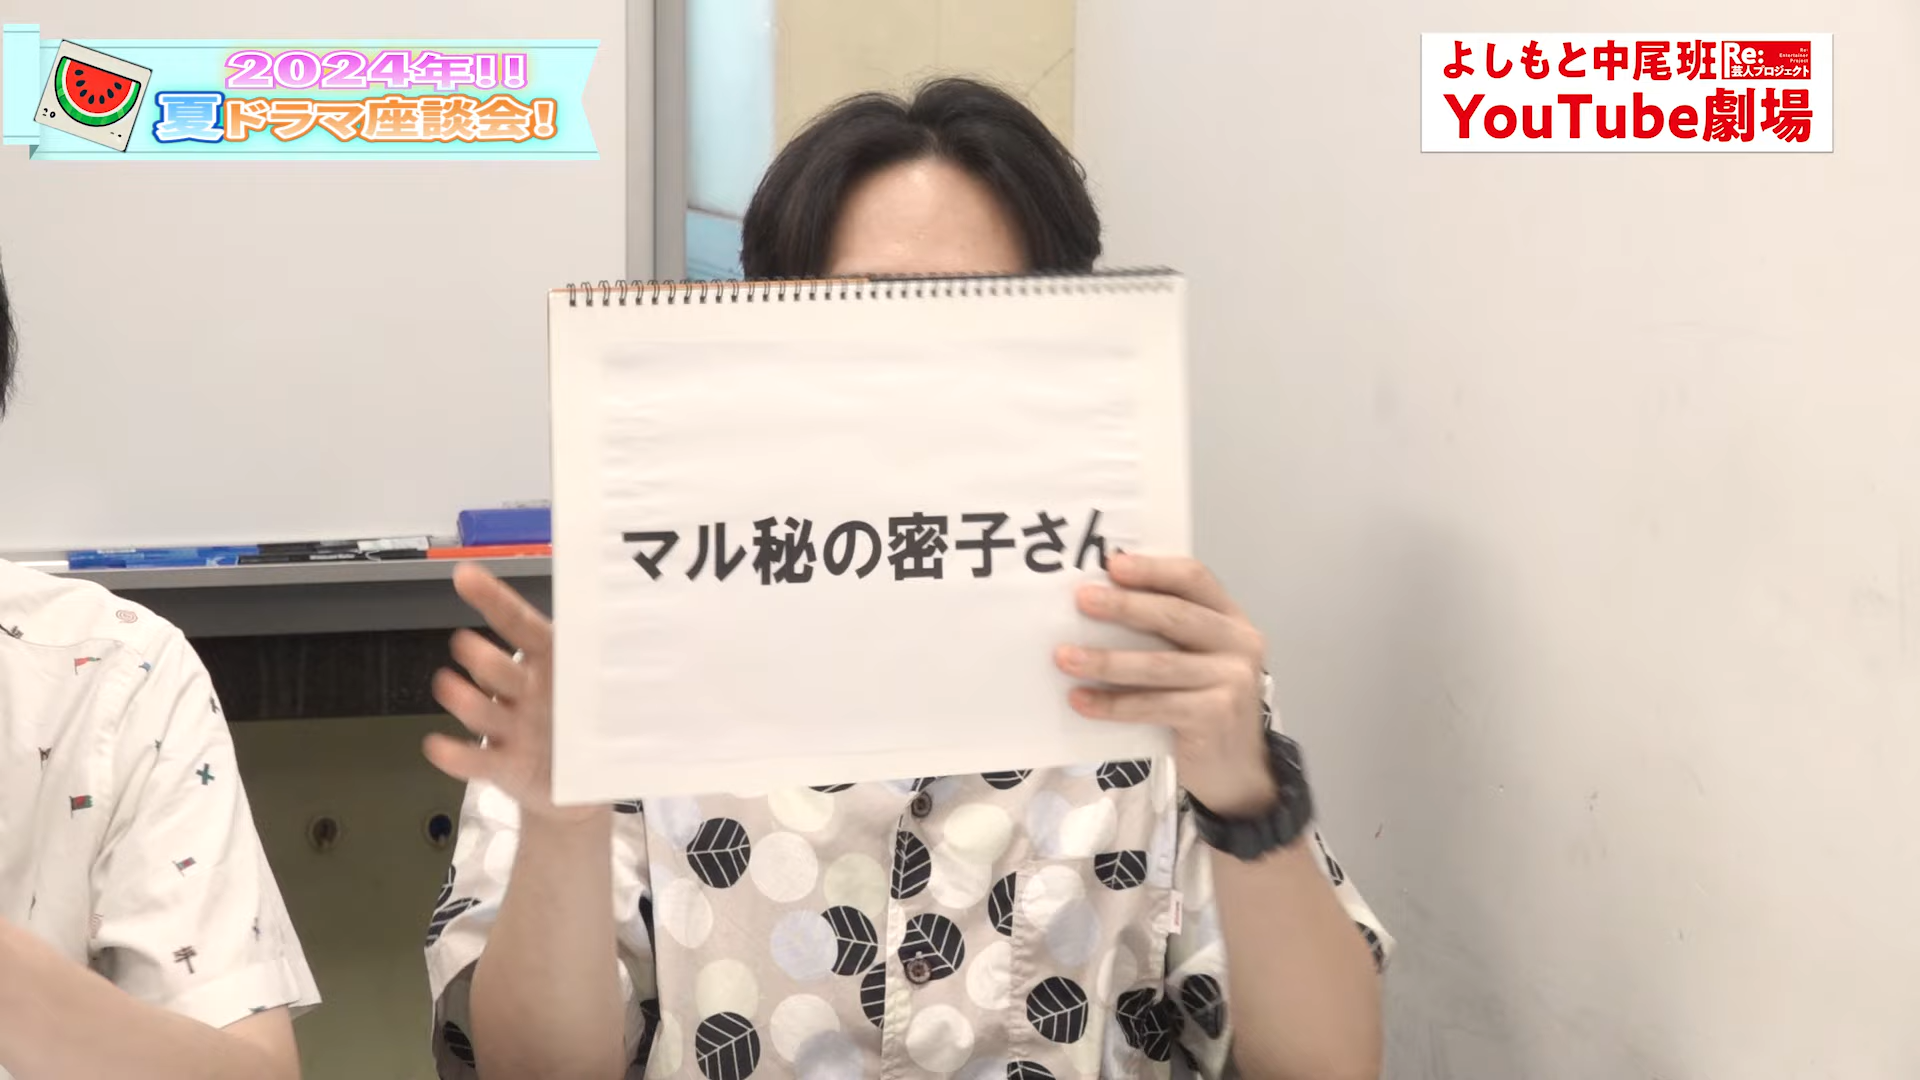 2024年!!
夏ドラマ座談会!
よしもと中尾班
Re:
芸人プロジェクト
YouTube劇場
マル秘の密子さん